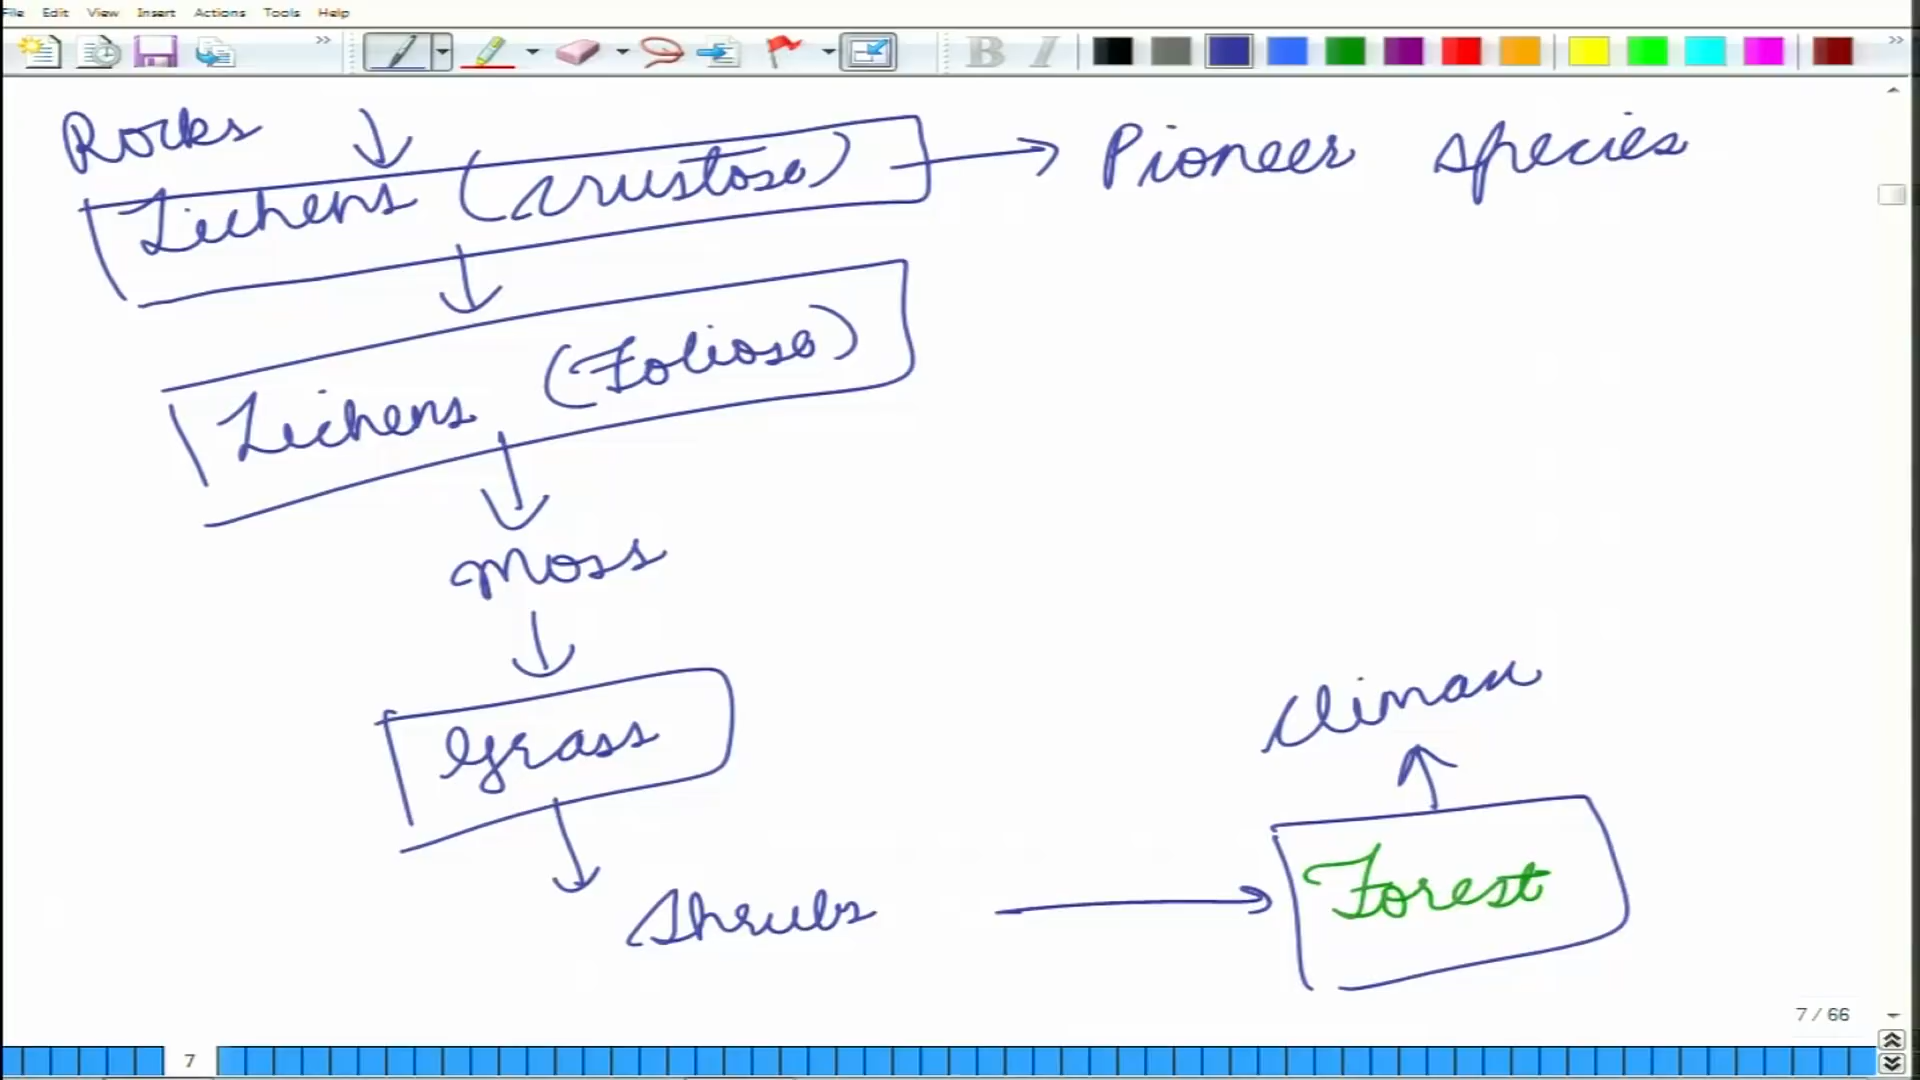 File Edit View Insert Actions Tools Help
B I
Rocks
Lichens (crustose) → Pioneer species
Lichens (Foliose)
Moss
Grass
Climax
Shrubs → Forest
7 / 66
7